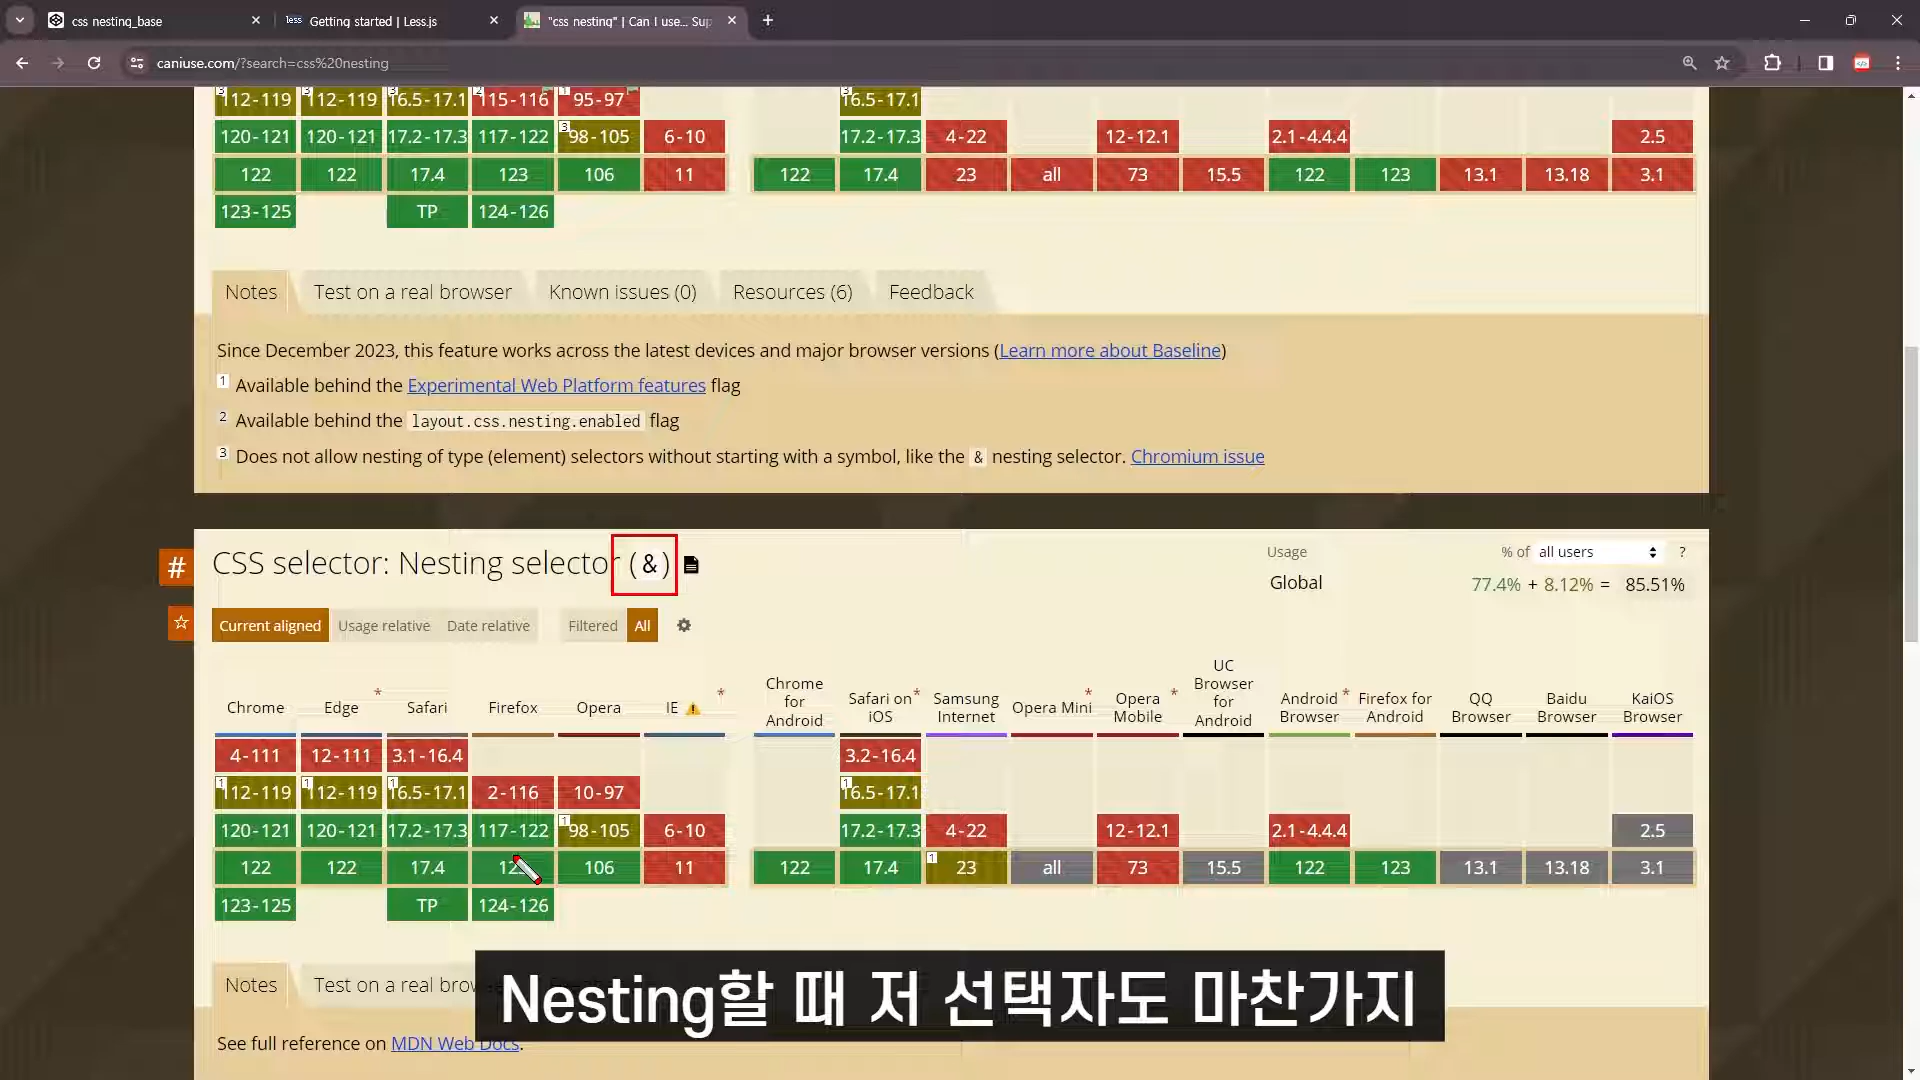 css nesting_base
less Getting started | Less.js
"css nesting" | Can I use... Sup
caniuse.com/?search=css%20nesting
3 112-119 3 112-119 3 16.5-17.1 2 115-116 1 95-97 3 16.5-17.1
120-121 120-121 17.2-17.3 117-122 3 98-105 6-10 17.2-17.3 4-22 12-12.1 2.1-4.4.4 2.5
122 122 17.4 123 106 11 122 17.4 23 all 73 15.5 122 123 13.1 13.18 3.1
123-125 TP 124-126
Notes Test on a real browser Known issues (0) Resources (6) Feedback
Since December 2023, this feature works across the latest devices and major browser versions (Learn more about Baseline)
1 Available behind the Experimental Web Platform features flag
2 Available behind the layout.css.nesting.enabled flag
3 Does not allow nesting of type (element) selectors without starting with a symbol, like the & nesting selector. Chromium issue
# CSS selector: Nesting selector (&)
Usage % of all users ?
Global 77.4% + 8.12% = 85.51%
Current aligned Usage relative Date relative Filtered All
Chrome Edge * Safari Firefox Opera IE * Chrome for Android Safari on iOS * Samsung Internet Opera Mini * Opera Mobile * UC Browser for Android Android Browser * Firefox for Android QQ Browser Baidu Browser KaiOS Browser
4-111 12-111 3.1-16.4 3.2-16.4
1 112-119 1 112-119 1 16.5-17.1 2-116 10-97 1 16.5-17.1
120-121 120-121 17.2-17.3 117-122 1 98-105 6-10 17.2-17.3 4-22 12-12.1 2.1-4.4.4 2.5
122 122 17.4 106 11 122 17.4 1 23 all 73 15.5 122 123 13.1 13.18 3.1
123-125 TP 124-126
Notes Test on a real
Nesting할 때 저 선택자도 마찬가지
See full reference on MDN Web Docs.